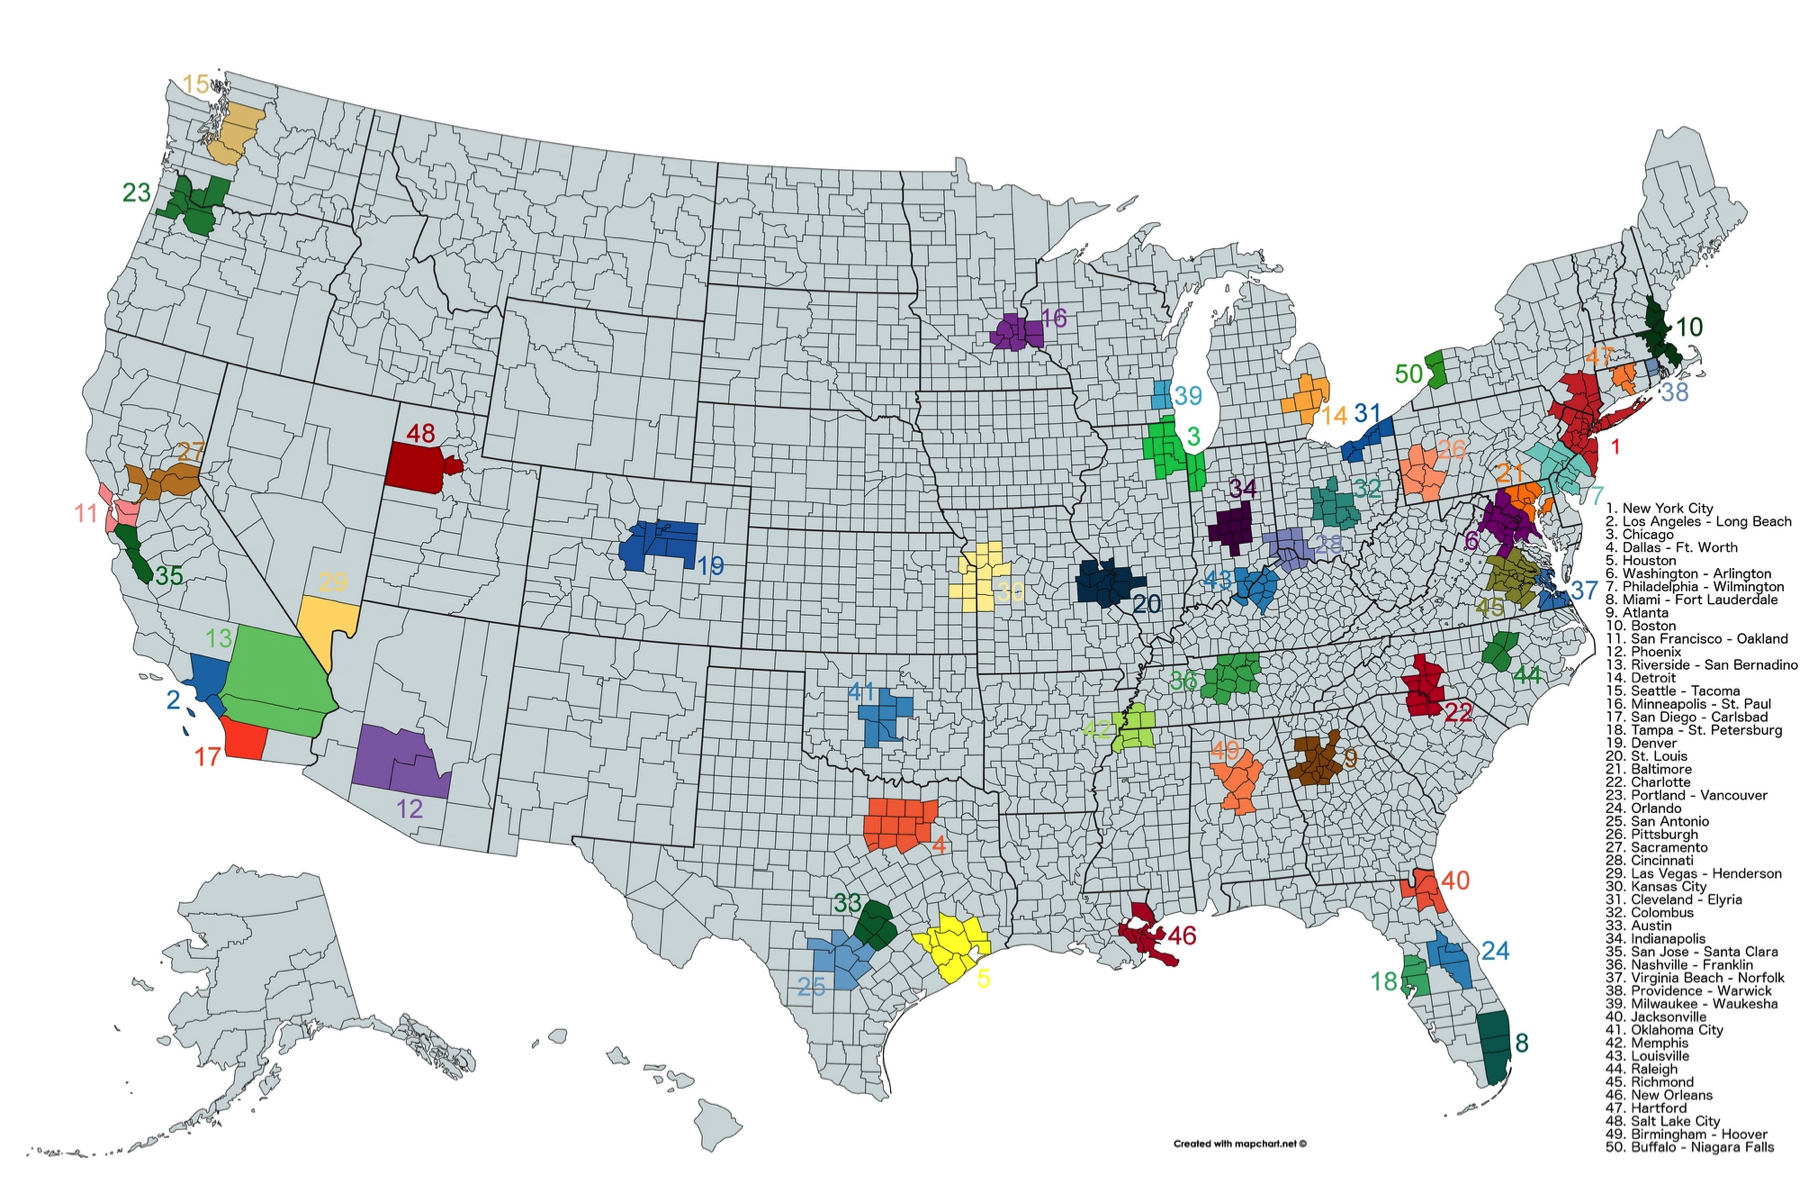 15
23
16
10
47
50
39
38
14
31
3
1
48
27
26
21
34
32
7
11
6
28
19
35
29
43
30
20
37
45
13
36
44
2
41
22
42
17
49
9
12
4
40
33
46
24
25
5
18
8
1. New York City
2. Los Angeles - Long Beach
3. Chicago
4. Dallas - Ft. Worth
5. Houston
6. Washington - Arlington
7. Philadelphia - Wilmington
8. Miami - Fort Lauderdale
9. Atlanta
10. Boston
11. San Francisco - Oakland
12. Phoenix
13. Riverside - San Bernadino
14. Detroit
15. Seattle - Tacoma
16. Minneapolis - St. Paul
17. San Diego - Carlsbad
18. Tampa - St. Petersburg
19. Denver
20. St. Louis
21. Baltimore
22. Charlotte
23. Portland - Vancouver
24. Orlando
25. San Antonio
26. Pittsburgh
27. Sacramento
28. Cincinnati
29. Las Vegas - Henderson
30. Kansas City
31. Cleveland - Elyria
32. Colombus
33. Austin
34. Indianapolis
35. San Jose - Santa Clara
36. Nashville - Franklin
37. Virginia Beach - Norfolk
38. Providence - Warwick
39. Milwaukee - Waukesha
40. Jacksonville
41. Oklahoma City
42. Memphis
43. Louisville
44. Raleigh
45. Richmond
46. New Orleans
47. Hartford
48. Salt Lake City
49. Birmingham - Hoover
50. Buffalo - Niagara Falls
Created with mapchart.net ©